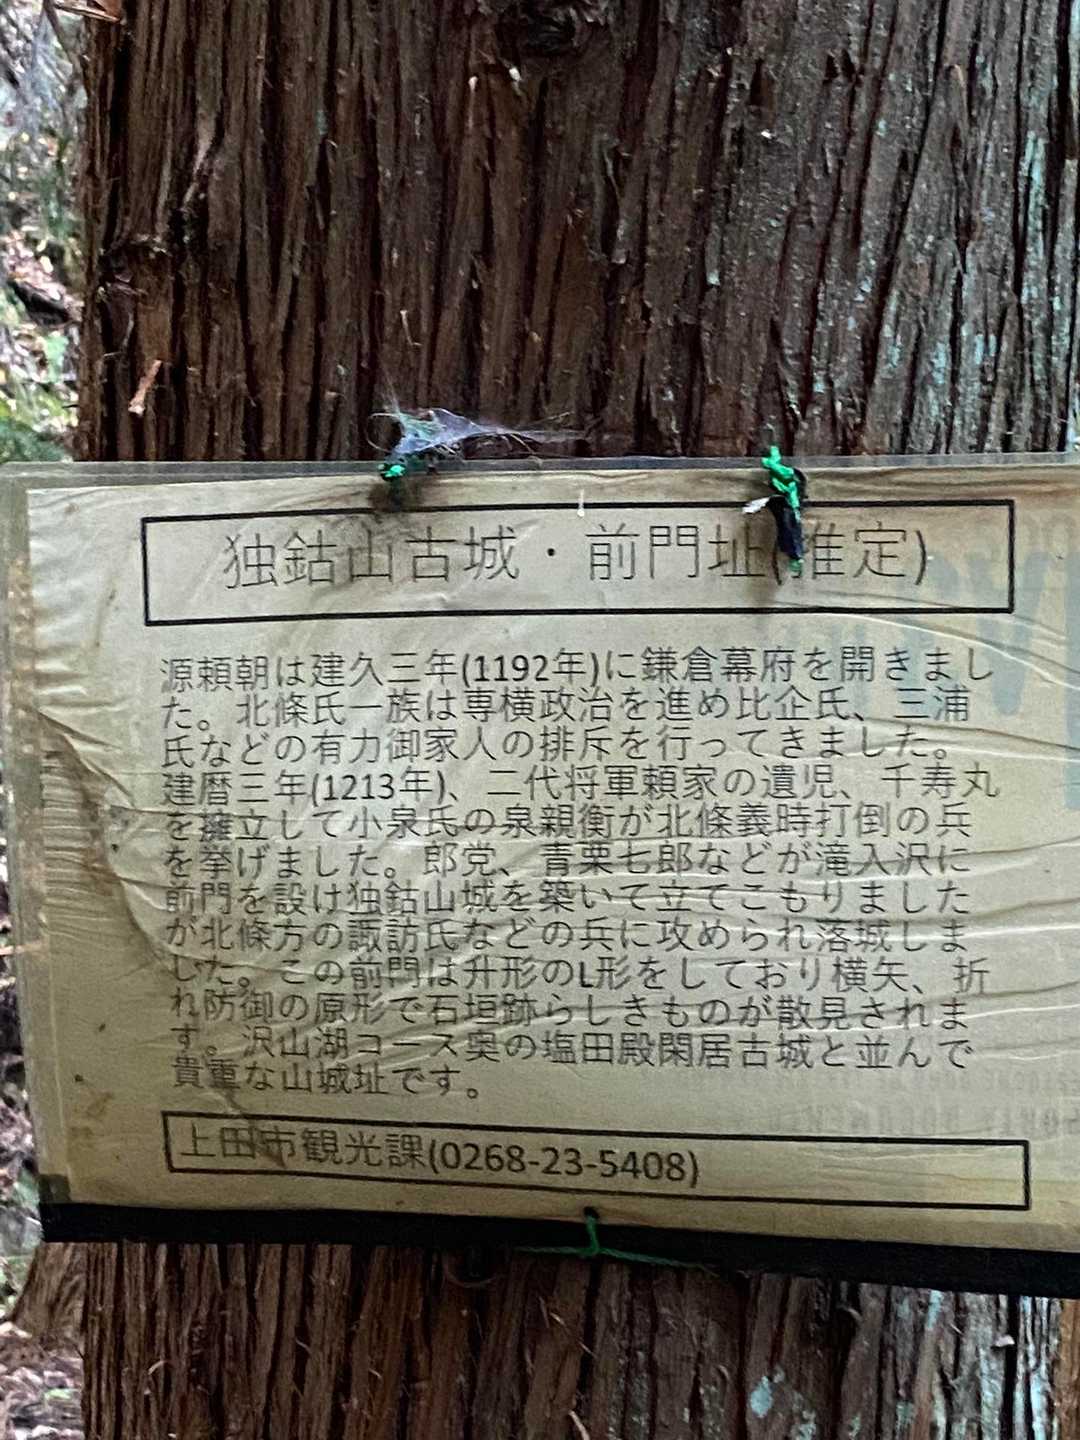 独鈷山古城・前門址(推定)
源頼朝は建久三年(1192年)に鎌倉幕府を開きまし
た。北條氏一族は専横政治を進め比企氏、三浦
氏などの有力御家人の排斥を行ってきました。
建暦三年(1213年)、二代将軍頼家の遺児、千寿丸
を擁立して小泉氏の泉親衡が北條義時打倒の兵
を挙げました。郎党、青栗七郎などが滝入沢に
前門を設け独鈷山城を築いて立てこもりました
が北條方の諏訪氏などの兵に攻められ落城しま
した。この前門は升形のL形をしており横矢、折
れ防御の原形で石垣跡らしきものが散見されま
す。沢山湖コース奥の塩田殿閑居古城と並んで
貴重な山城址です。
上田市観光課(0268-23-5408)